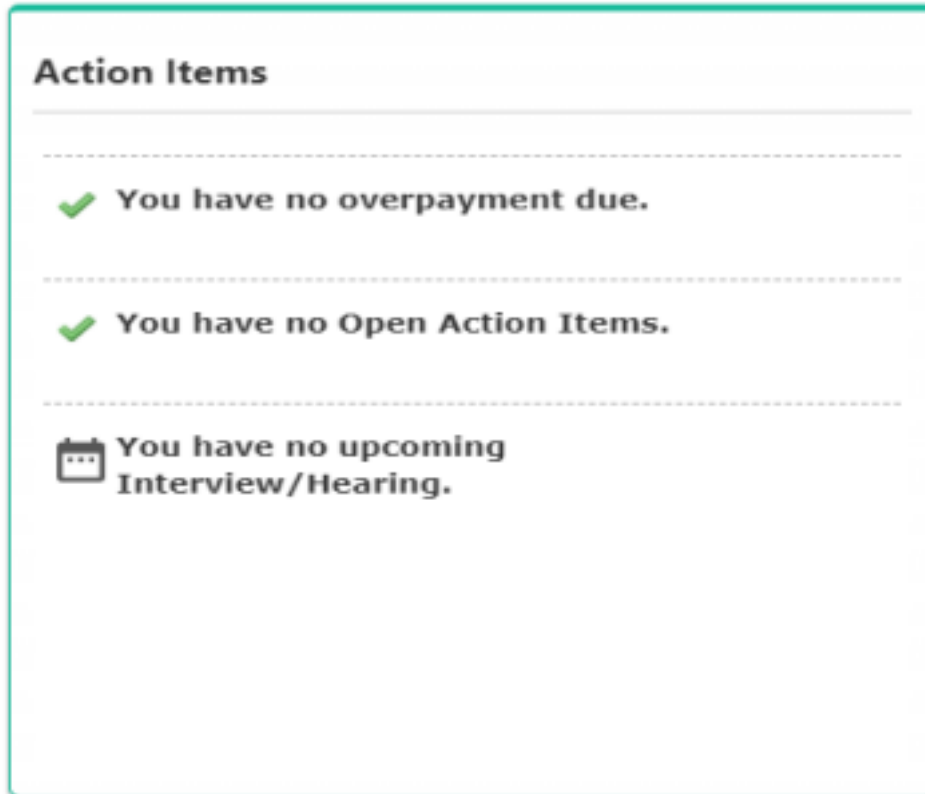 Action Items
You have no overpayment due.
You have no Open Action Items.
You have no upcoming
Interview/Hearing.